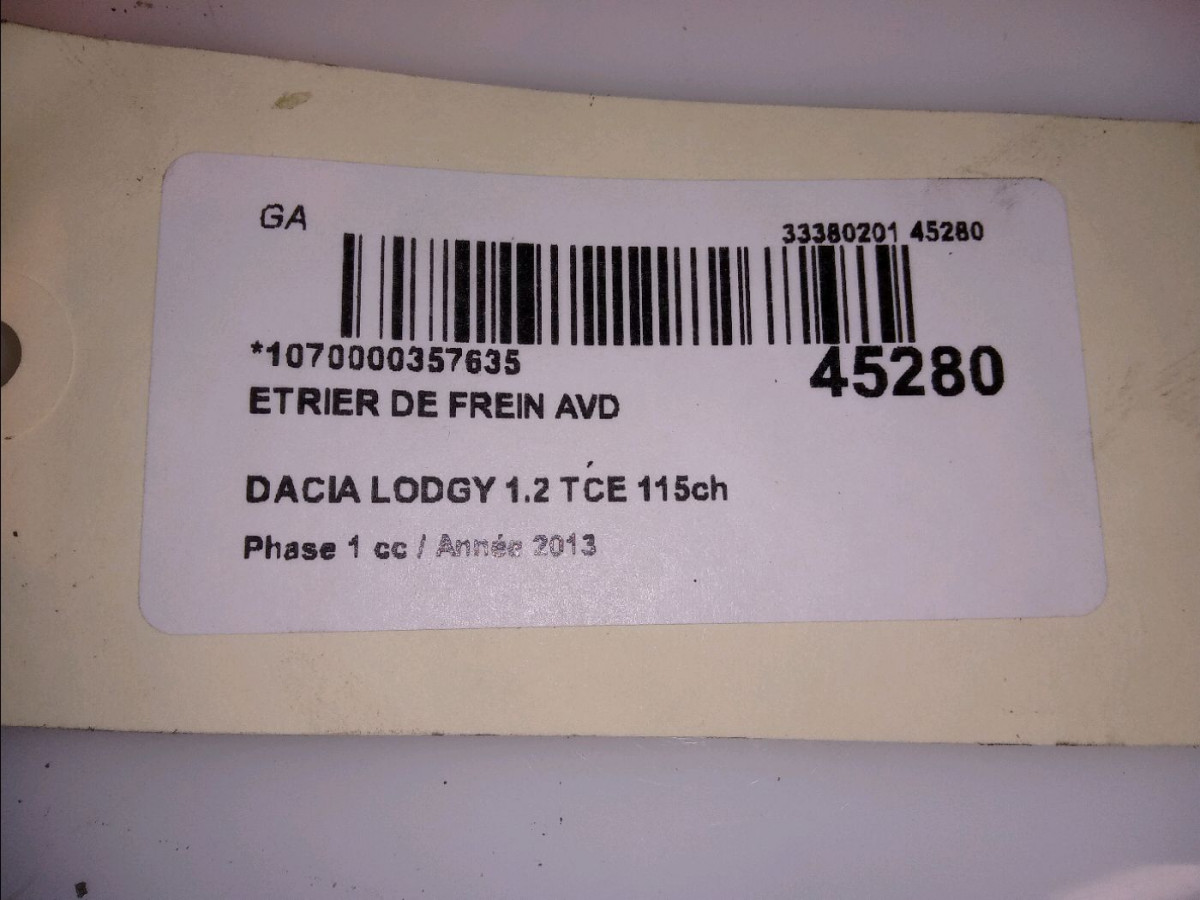 GA
33380201 45280
*1070000357635
45280
ETRIER DE FREIN AVD
DACIA LODGY 1.2 TCE 115ch
Phase 1 cc / Année 2013